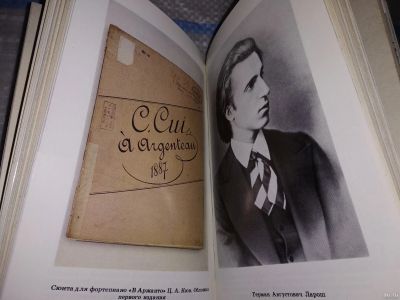 C. Cui,
à Argenteau
1887
Сюита для фортепиано «В Аржанто» Ц. А. Кюи. Обложка
первого издания
Герман Августович Ларош